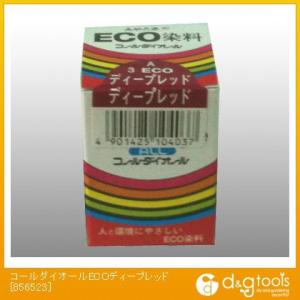 ECO染料
コールダイオール
A
3 ECO
ディープレッド
ディープレッド
4 901425 104037
ALL
コールダイオール
人と環境にやさしい
ECO染料
コールダイオールECOディープレッド
[856523]
d&gtools